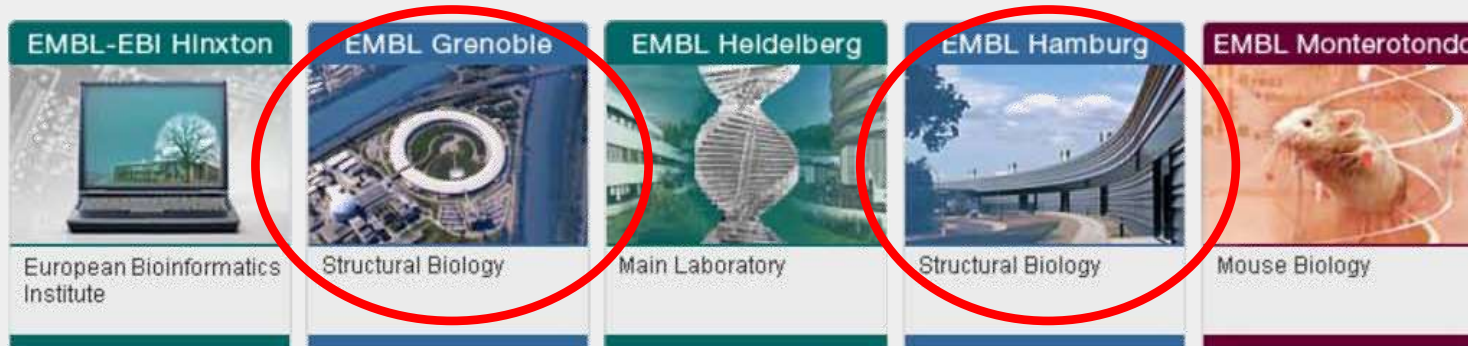 EMBL-EBI Hinxton
EMBL Grenoble
EMBL Heidelberg
EMBL Hamburg
EMBL Monterotondo
European Bioinformatics
Institute
Structural Biology
Main Laboratory
Structural Biology
Mouse Biology